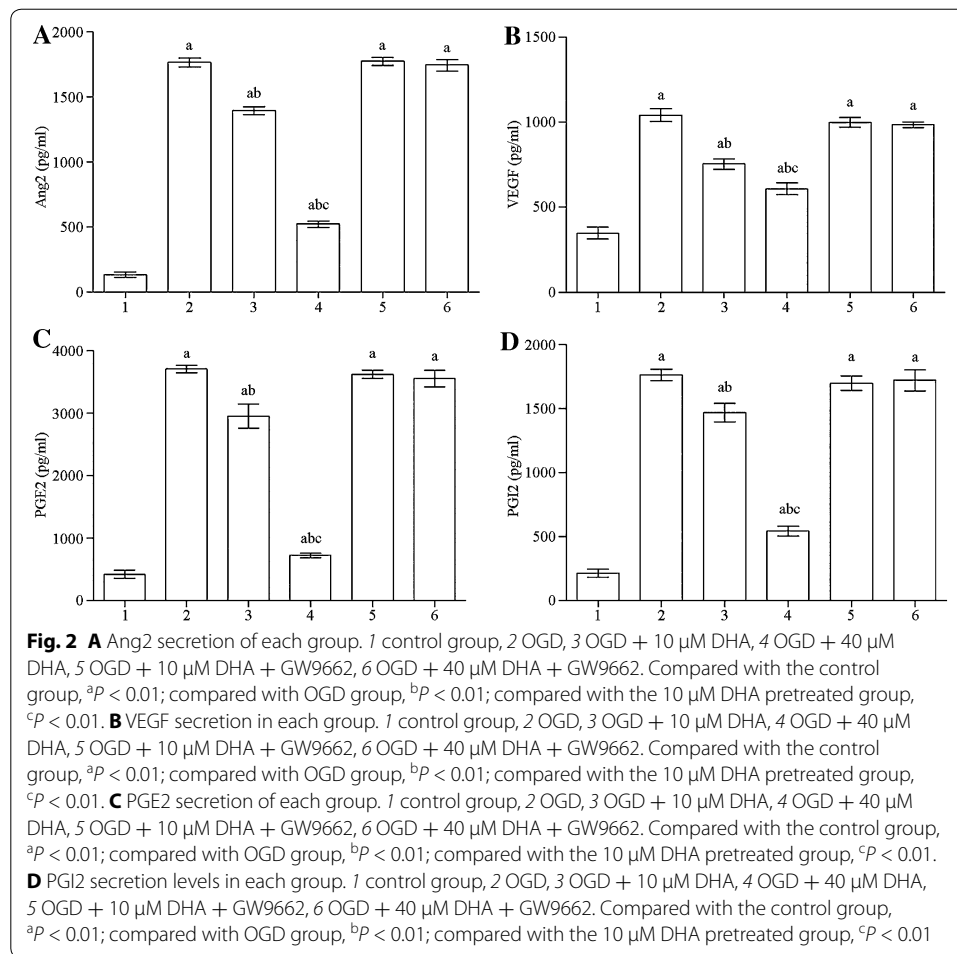 A
2000
1500
1000
500
0
Ang2 (pg/ml)
a
ab
abc
a
a
1 2 3 4 5 6
B
1500
1000
500
0
VEGF (pg/ml)
a
ab
abc
a
a
1 2 3 4 5 6
C
4000
3000
2000
1000
0
PGE2 (pg/ml)
a
ab
abc
a
a
1 2 3 4 5 6
D
2000
1500
1000
500
0
PGI2 (pg/ml)
a
ab
abc
a
a
1 2 3 4 5 6
Fig. 2 A Ang2 secretion of each group. 1 control group, 2 OGD, 3 OGD + 10 μM DHA, 4 OGD + 40 μM
DHA, 5 OGD + 10 μM DHA + GW9662, 6 OGD + 40 μM DHA + GW9662. Compared with the control
group, ᵃP < 0.01; compared with OGD group, ᵇP < 0.01; compared with the 10 μM DHA pretreated group,
ᶜP < 0.01. B VEGF secretion in each group. 1 control group, 2 OGD, 3 OGD + 10 μM DHA, 4 OGD + 40 μM
DHA, 5 OGD + 10 μM DHA + GW9662, 6 OGD + 40 μM DHA + GW9662. Compared with the control
group, ᵃP < 0.01; compared with OGD group, ᵇP < 0.01; compared with the 10 μM DHA pretreated group,
ᶜP < 0.01. C PGE2 secretion of each group. 1 control group, 2 OGD, 3 OGD + 10 μM DHA, 4 OGD + 40 μM
DHA, 5 OGD + 10 μM DHA + GW9662, 6 OGD + 40 μM DHA + GW9662. Compared with the control group,
ᵃP < 0.01; compared with OGD group, ᵇP < 0.01; compared with the 10 μM DHA pretreated group, ᶜP < 0.01.
D PGI2 secretion levels in each group. 1 control group, 2 OGD, 3 OGD + 10 μM DHA, 4 OGD + 40 μM DHA,
5 OGD + 10 μM DHA + GW9662, 6 OGD + 40 μM DHA + GW9662. Compared with the control group,
ᵃP < 0.01; compared with OGD group, ᵇP < 0.01; compared with the 10 μM DHA pretreated group, ᶜP < 0.01